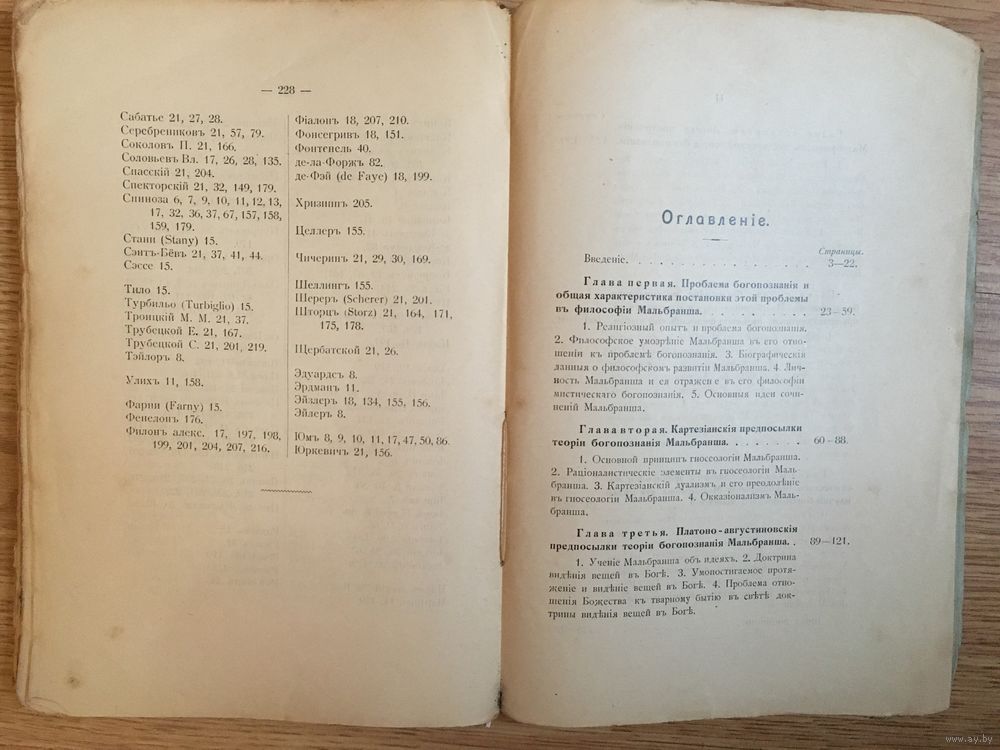 — 228 —
Сабатье 21, 27, 28.
Серебрениковъ 21, 57, 79.
Соколовъ П. 21, 166.
Соловьевъ Вл. 17, 26, 28, 135.
Спасскій 21, 204.
Спекторскій 21, 32, 149, 179.
Спиноза 6, 7, 9, 10, 11, 12, 13,
17, 32, 36, 37, 67, 157, 158,
159, 179.
Стани (Stany) 15.
Сэнтъ-Бёвъ 21, 37, 41, 44.
Сэссе 15.
Тило 15.
Турбильо (Turbiglio) 15.
Троицкій М. М. 21, 37.
Трубецкой Е. 21, 167.
Трубецкой С. 21, 201, 219.
Тэйлоръ 8.
Улихъ 11, 158.
Фарни (Farny) 15.
Фенелонъ 176.
Филонъ алекс. 17, 197, 198,
199, 201, 204, 207, 216.
Фіалонъ 18, 207, 210.
Фонсегривъ 18, 151.
Фонтенель 40.
де-ла-Форжъ 82.
де-Фэй (de Faye) 18, 199.
Хризиппъ 205.
Целлеръ 155.
Чичеринъ 21, 29, 30, 169.
Шеллингъ 155.
Шереръ (Scherer) 21, 201.
Шторцъ (Storz) 21, 164, 171,
175, 178.
Щербатской 21, 26.
Эдуардсъ 8.
Эрдманъ 11.
Эйзлеръ 18, 134, 155, 156.
Эйлеръ 8.
Юмъ 8, 9, 10, 11, 17, 47, 50, 86.
Юркевичъ 21, 156.
Оглавленіе.
Страницы.
Введеніе. . . . . . . . . . . . . . . . 3—22.
Глава первая. Проблема богопознанія и
общая характеристика постановки этой проблемы
въ философіи Мальбранша. . . . . . . . . . 23—59.
1. Религіозный опытъ и проблема богопознанія.
2. Философское умозрѣніе Мальбранша въ его отно-
шеніи къ проблемѣ богопознанія. 3. Біографическія
данныя о философскомъ развитіи Мальбранша. 4. Лич-
ность Мальбранша и ея отражение въ его философіи
мистическаго богопознанія. 5. Основныя идеи сочи-
неній Мальбранша.
Глава вторая. Картезіанскія предпосылки
теоріи богопознанія Мальбранша. . . . . . . . 60—88.
1. Основной принципъ гносеологіи Мальбранша.
2. Раціоналистическіе элементы въ гносеологіи Маль-
бранша. 3. Картезіанскій дуализмъ и его преодолѣніе
въ гносеологіи Мальбранша. 4. Окказіонализмъ Маль-
бранша.
Глава третья. Платоно-августиновскія
предпосылки теоріи богопознанія Мальбранша. . 89—121.
1. Ученіе Мальбранша объ идеяхъ. 2. Доктрина
видѣнія вещей въ Богѣ. 3. Умопостигаемое протя-
женіе и видѣніе вещей въ Богѣ. 4. Проблема отно-
шенія Божества къ тварному бытію въ свѣтѣ док-
трины видѣнія вещей въ Богѣ.
www.ay.by